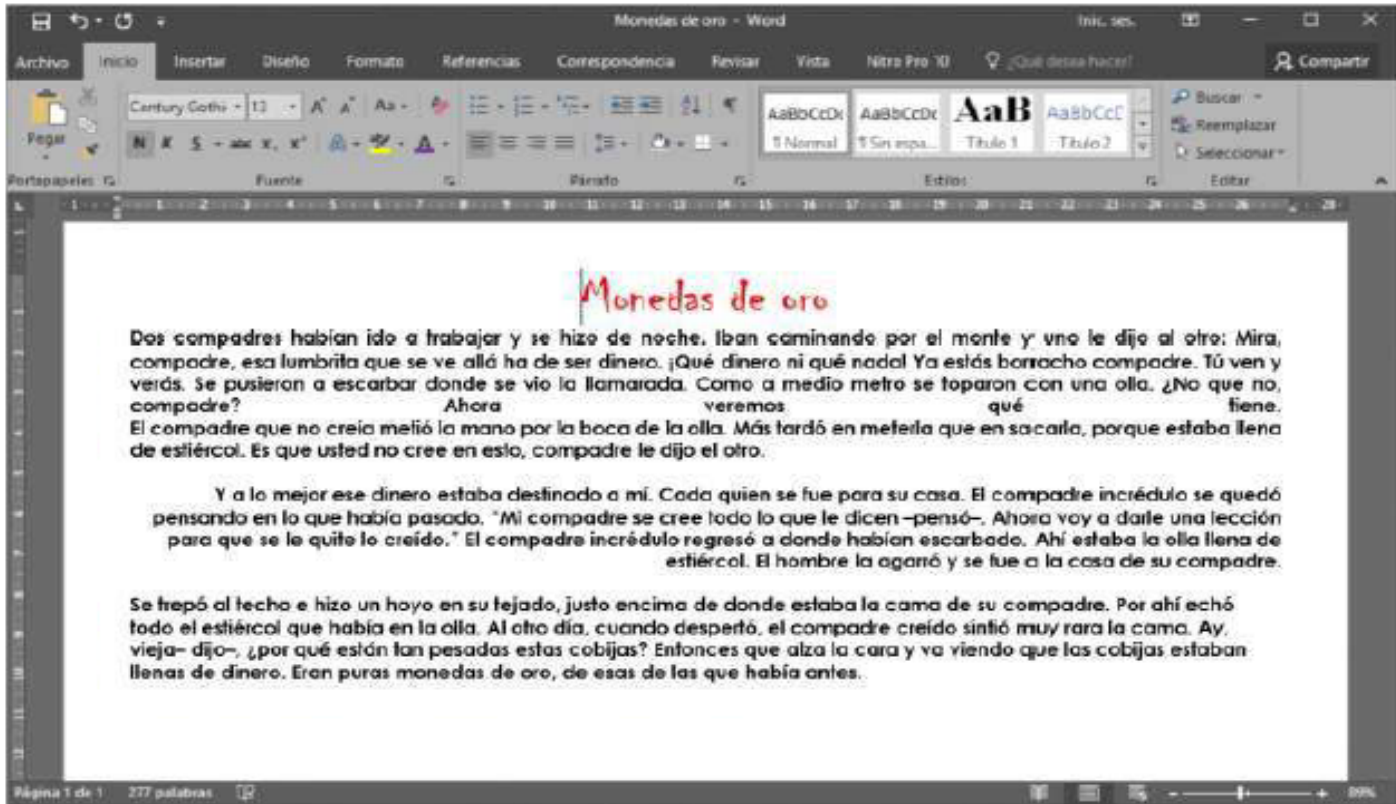 Monedas de oro - Word
Inic. ses.
Archivo Inicio Insertar Diseño Formato Referencias Correspondencia Revisar Vista Nitro Pro 10 ¿Qué desea hacer? Compartir
Pegar
Century Gothi 13 Aa
N K S abc x, x²
AaBbCcDc AaBbCcDc AaB AaBbCcC
¶ Normal ¶ Sin espa... Título 1 Título 2
Buscar
Reemplazar
Seleccionar
Portapapeles Fuente Párrafo Estilos Editar
Monedas de oro
Dos compadres habían ido a trabajar y se hizo de noche. Iban caminando por el monte y uno le dijo al otro: Mira,
compadre, esa lumbrita que se ve allá ha de ser dinero. ¡Qué dinero ni qué nada! Ya estás borracho compadre. Tú ven y
verás. Se pusieron a escarbar donde se vio la llamarada. Como a medio metro se toparon con una olla. ¿No que no,
compadre? Ahora veremos qué tiene.
El compadre que no creía metió la mano por la boca de la olla. Más tardó en meterla que en sacarla, porque estaba llena
de estiércol. Es que usted no cree en esto, compadre le dijo el otro.
Y a lo mejor ese dinero estaba destinado a mí. Cada quien se fue para su casa. El compadre incrédulo se quedó
pensando en lo que había pasado. "Mi compadre se cree todo lo que le dicen –pensó–. Ahora voy a darle una lección
para que se le quite lo creído." El compadre incrédulo regresó a donde habían escarbado. Ahí estaba la olla llena de
estiércol. El hombre la agarró y se fue a la casa de su compadre.
Se trepó al techo e hizo un hoyo en su tejado, justo encima de donde estaba la cama de su compadre. Por ahí echó
todo el estiércol que había en la olla. Al otro día, cuando despertó, el compadre creído sintió muy rara la cama. Ay,
vieja– dijo–, ¿por qué están tan pesadas estas cobijas? Entonces que alza la cara y va viendo que las cobijas estaban
llenas de dinero. Eran puras monedas de oro, de esas de las que había antes.
Página 1 de 1 277 palabras 89%